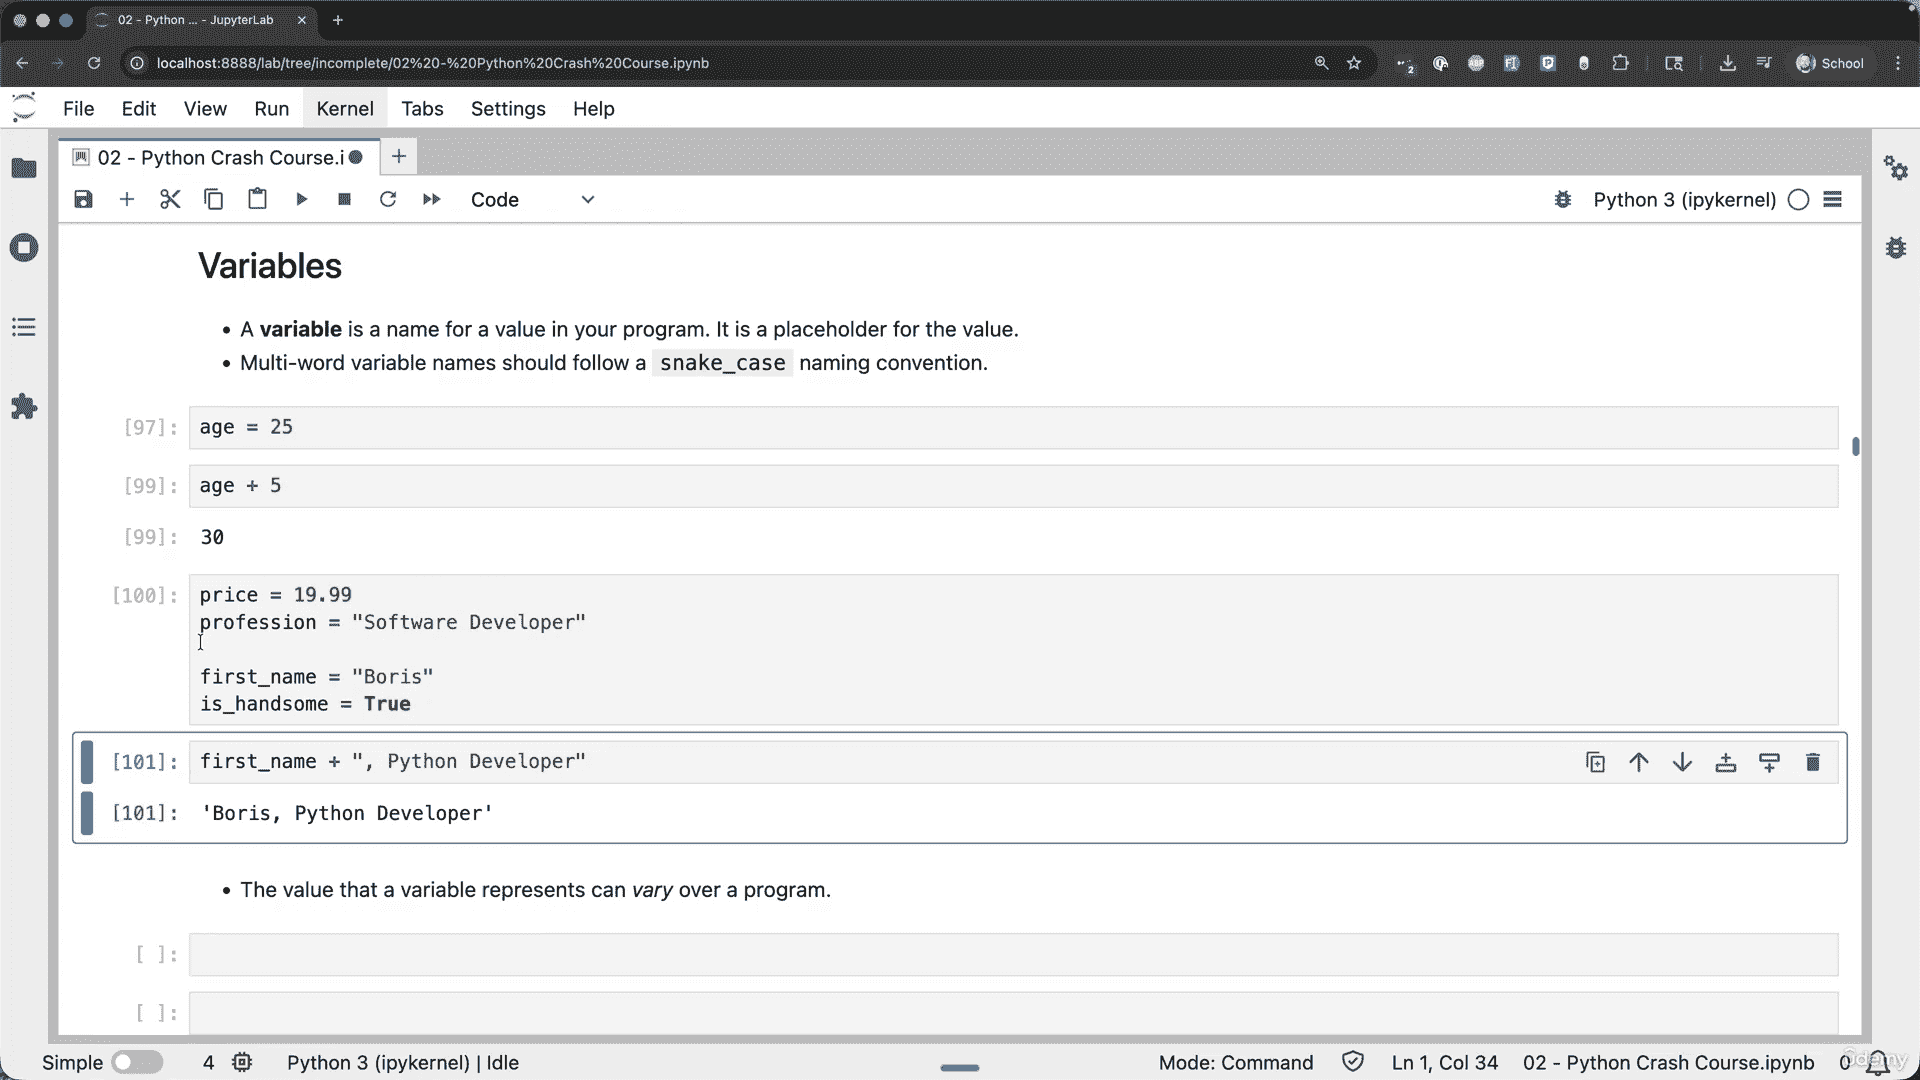 02 - Python ... - JupyterLab
localhost:8888/lab/tree/incomplete/02%20-%20Python%20Crash%20Course.ipynb
2
ABP
School
File Edit View Run Kernel Tabs Settings Help
02 - Python Crash Course.i
Code
Python 3 (ipykernel)
Variables
• A variable is a name for a value in your program. It is a placeholder for the value.
• Multi-word variable names should follow a snake_case naming convention.
[97]: age = 25
[99]: age + 5
[99]: 30
[100]: price = 19.99
profession = "Software Developer"
first_name = "Boris"
is_handsome = True
[101]: first_name + ", Python Developer"
[101]: 'Boris, Python Developer'
• The value that a variable represents can vary over a program.
[ ]:
[ ]:
Simple 4 Python 3 (ipykernel) | Idle Mode: Command Ln 1, Col 34 02 - Python Crash Course.ipynb 0
Udemy